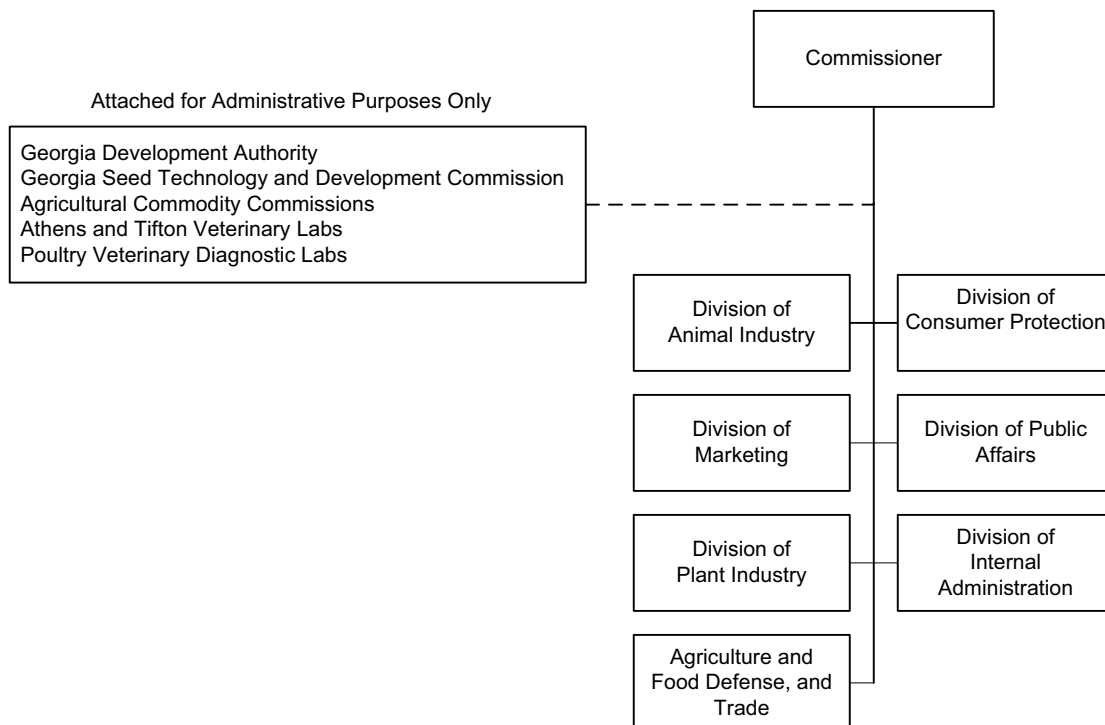 Commissioner
Attached for Administrative Purposes Only
Georgia Development Authority
Georgia Seed Technology and Development Commission
Agricultural Commodity Commissions
Athens and Tifton Veterinary Labs
Poultry Veterinary Diagnostic Labs
Division of
Animal Industry
Division of
Consumer Protection
Division of
Marketing
Division of Public
Affairs
Division of
Plant Industry
Division of
Internal
Administration
Agriculture and
Food Defense, and
Trade